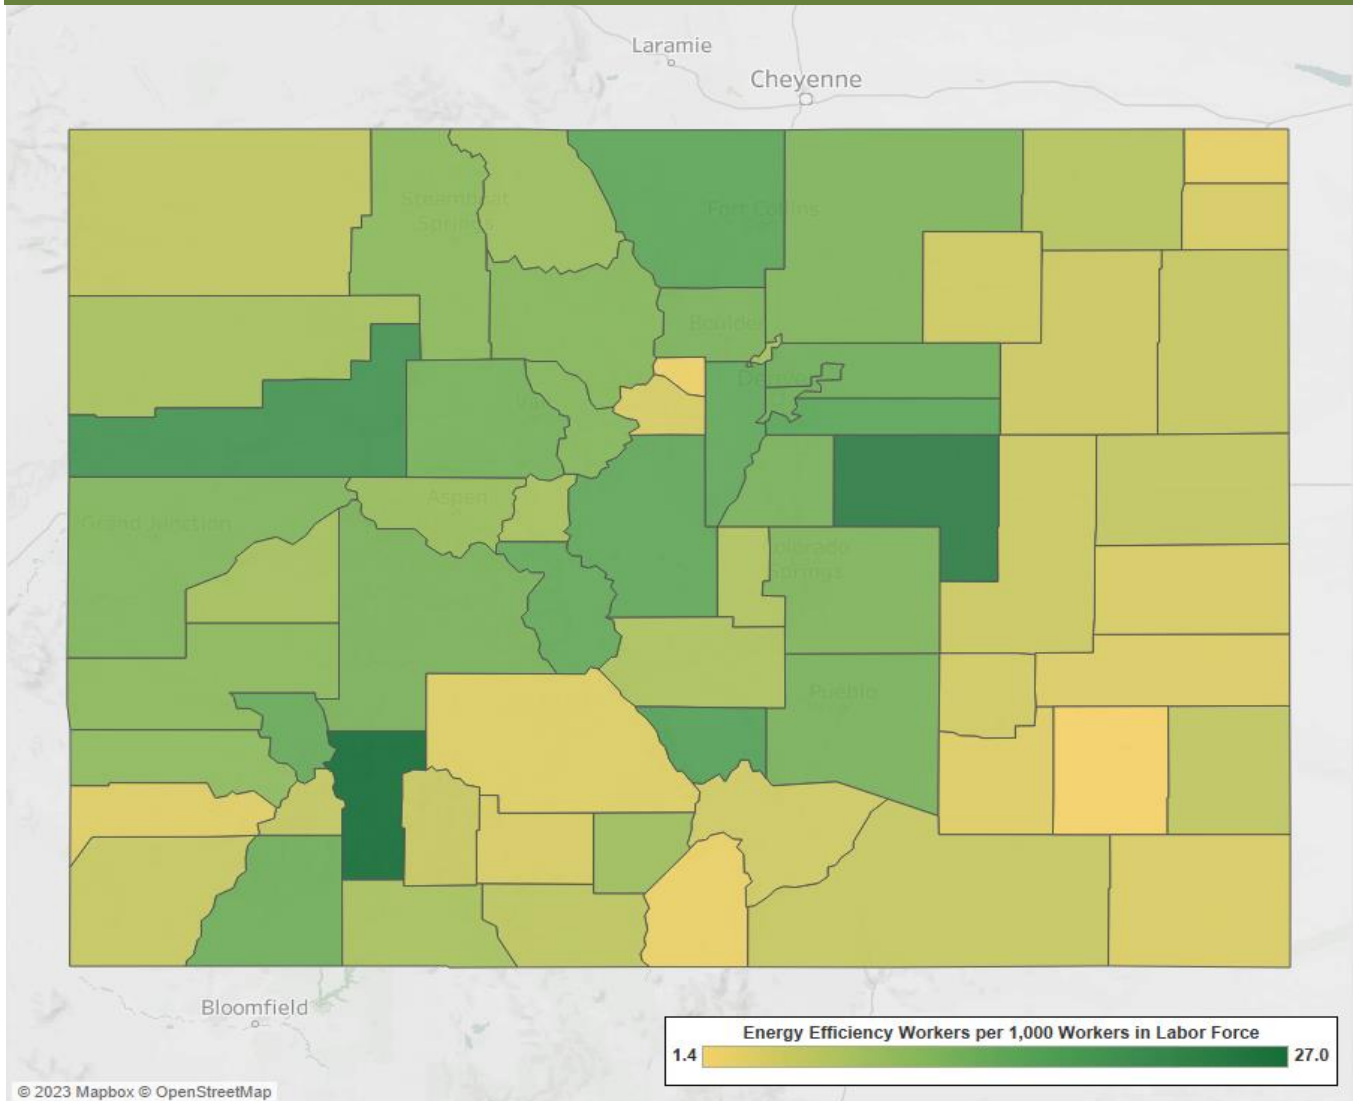 Laramie
Cheyenne
Steamboat
Springs
Fort Collins
Boulder
Denver
Vail
Aspen
Grand Junction
Colorado
Springs
Pueblo
Bloomfield
Energy Efficiency Workers per 1,000 Workers in Labor Force
1.4
27.0
© 2023 Mapbox © OpenStreetMap